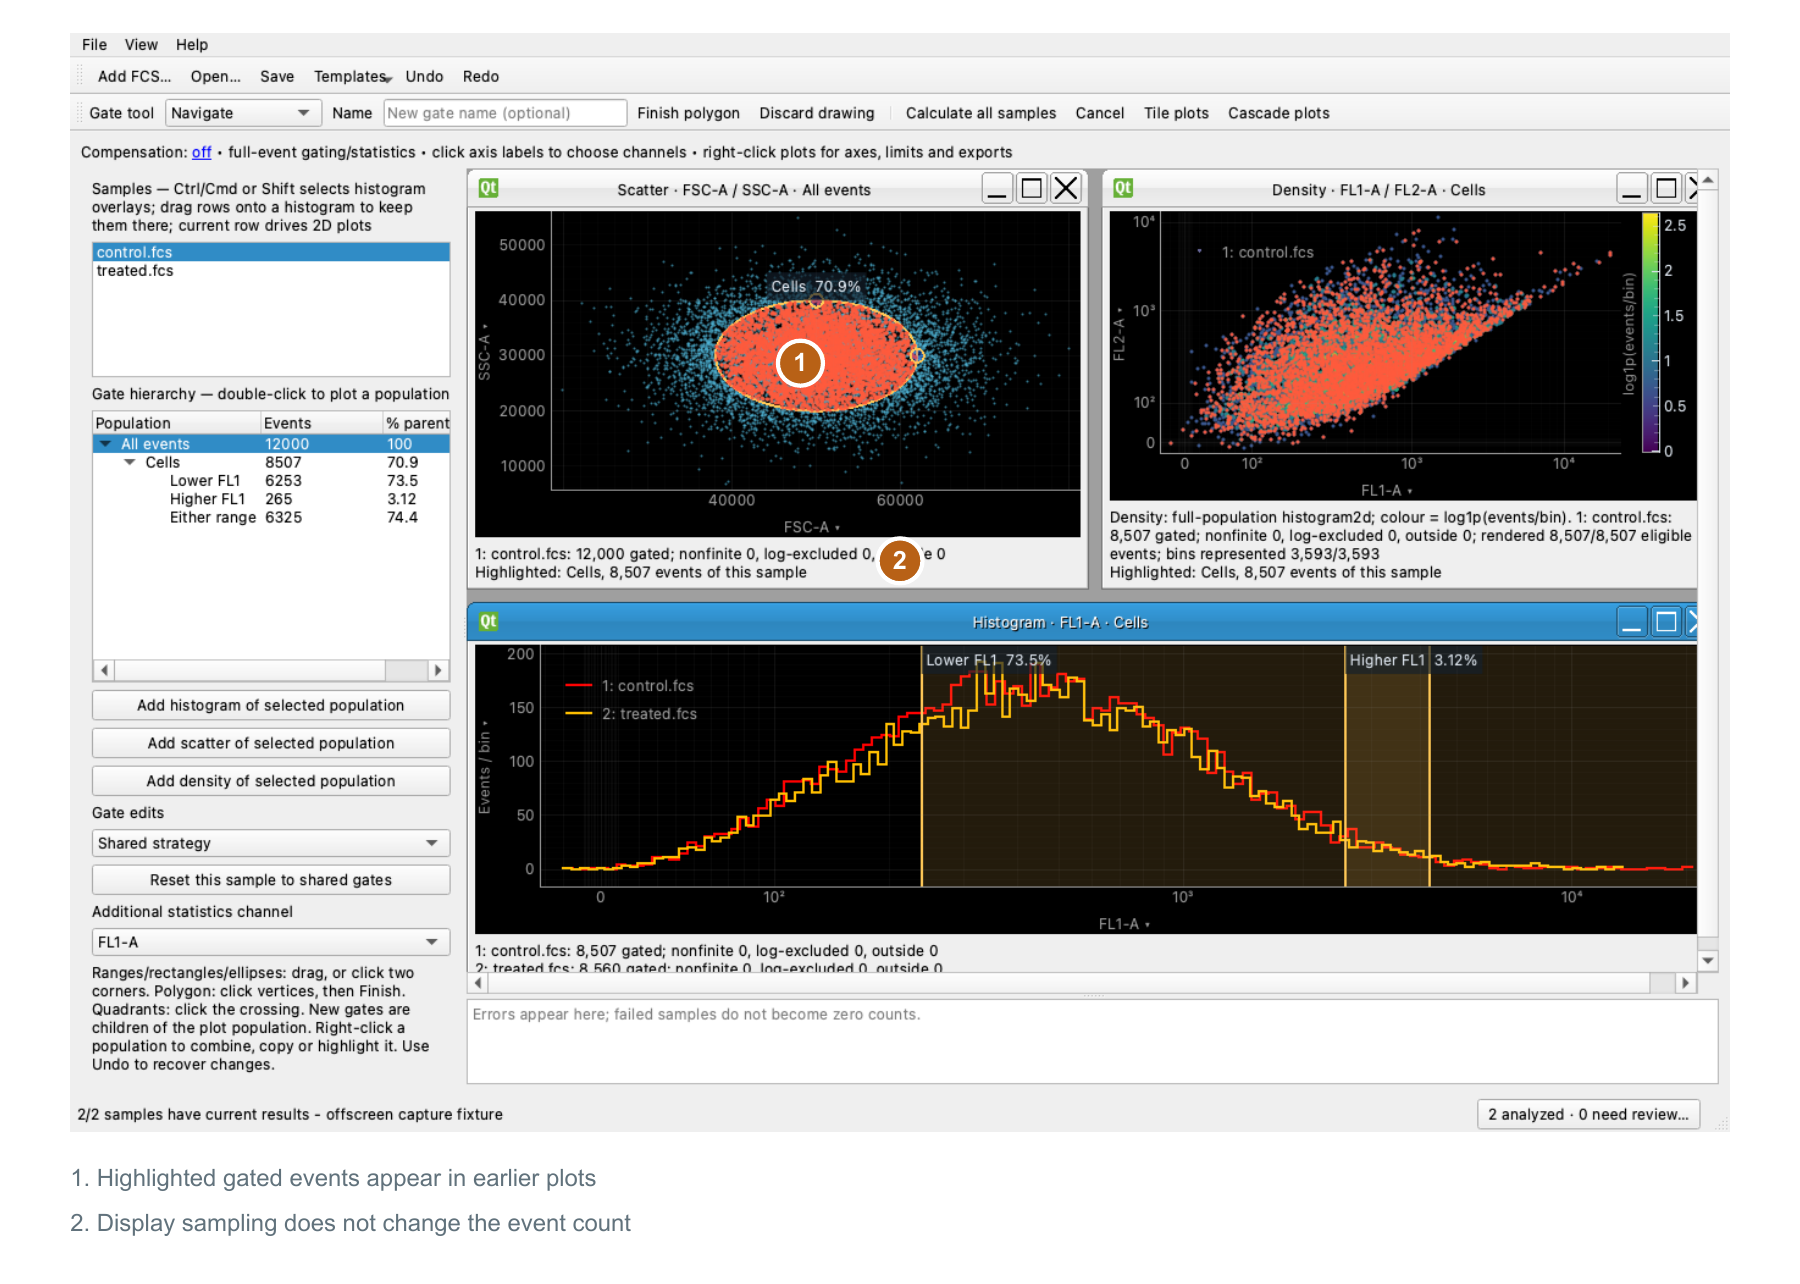 File View Help
Add FCS... Open... Save Templates Undo Redo
Gate tool Navigate Name New gate name (optional) Finish polygon Discard drawing Calculate all samples Cancel Tile plots Cascade plots
Compensation: off • full-event gating/statistics • click axis labels to choose channels • right-click plots for axes, limits and exports
Samples — Ctrl/Cmd or Shift selects histogram
overlays; drag rows onto a histogram to keep
them there; current row drives 2D plots
control.fcs
treated.fcs
Gate hierarchy — double-click to plot a population
Population Events % parent
All events 12000 100
Cells 8507 70.9
Lower FL1 6253 73.5
Higher FL1 265 3.12
Either range 6325 74.4
Add histogram of selected population
Add scatter of selected population
Add density of selected population
Gate edits
Shared strategy
Reset this sample to shared gates
Additional statistics channel
FL1-A
Ranges/rectangles/ellipses: drag, or click two
corners. Polygon: click vertices, then Finish.
Quadrants: click the crossing. New gates are
children of the plot population. Right-click a
population to combine, copy or highlight it. Use
Undo to recover changes.
Qt Scatter · FSC-A / SSC-A · All events
50000
40000
30000
20000
10000
SSC-A
Cells 70.9%
1
40000 60000
FSC-A
1: control.fcs: 12,000 gated; nonfinite 0, log-excluded 0, e 0
2
Highlighted: Cells, 8,507 events of this sample
Qt Density · FL1-A / FL2-A · Cells
10⁴
10³
10²
0
FL2-A
1: control.fcs
0 10² 10³ 10⁴
FL1-A
2.5
2
1.5
1
0.5
0
log1p(events/bin)
Density: full-population histogram2d; colour = log1p(events/bin). 1: control.fcs:
8,507 gated; nonfinite 0, log-excluded 0, outside 0; rendered 8,507/8,507 eligible
events; bins represented 3,593/3,593
Highlighted: Cells, 8,507 events of this sample
Qt Histogram · FL1-A · Cells
200
150
100
50
0
Events / bin
1: control.fcs
2: treated.fcs
Lower FL1 73.5%
Higher FL1 3.12%
0 10² 10³ 10⁴
FL1-A
1: control.fcs: 8,507 gated; nonfinite 0, log-excluded 0, outside 0
2: treated.fcs: 8,560 gated; nonfinite 0, log-excluded 0, outside 0
Errors appear here; failed samples do not become zero counts.
2/2 samples have current results - offscreen capture fixture
2 analyzed · 0 need review...
1. Highlighted gated events appear in earlier plots
2. Display sampling does not change the event count